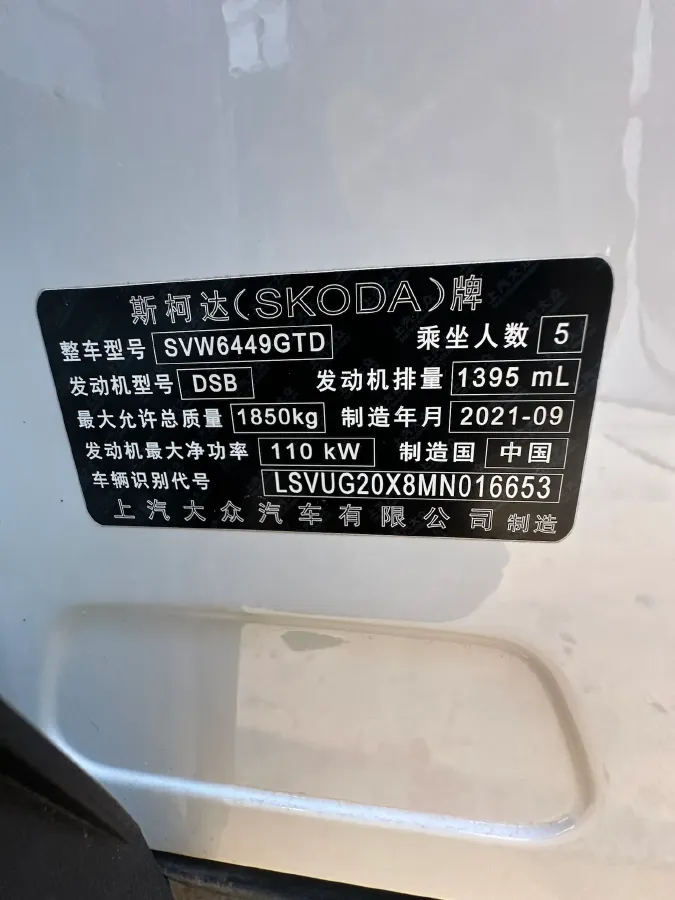 斯柯达(SKODA)牌
整车型号 SVW6449GTD 乘坐人数 5
发动机型号 DSB 发动机排量 1395 mL
最大允许总质量 1850kg 制造年月 2021-09
发动机最大净功率 110 kW 制造国 中国
车辆识别代号 LSVUG20X8MN016653
上汽大众汽车有限公司 制造